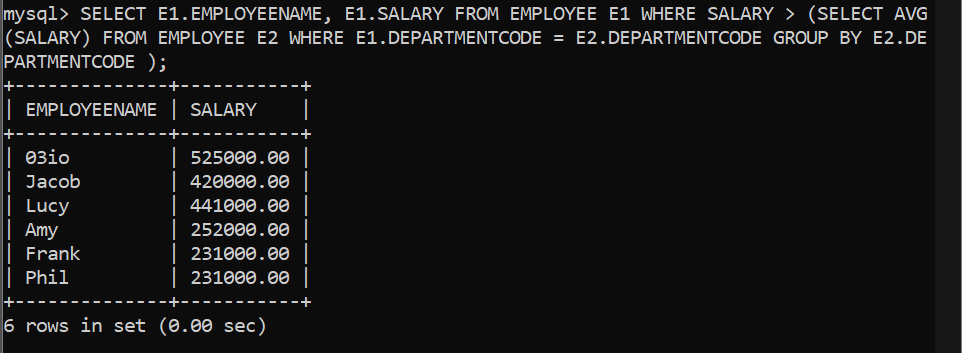 mysql> SELECT E1.EMPLOYEENAME, E1.SALARY FROM EMPLOYEE E1 WHERE SALARY > (SELECT AVG
(SALARY) FROM EMPLOYEE E2 WHERE E1.DEPARTMENTCODE = E2.DEPARTMENTCODE GROUP BY E2.DE
PARTMENTCODE );
+--------------+-----------+
| EMPLOYEENAME | SALARY    |
+--------------+-----------+
| 03io         | 525000.00 |
| Jacob        | 420000.00 |
| Lucy         | 441000.00 |
| Amy          | 252000.00 |
| Frank        | 231000.00 |
| Phil         | 231000.00 |
+--------------+-----------+
6 rows in set (0.00 sec)